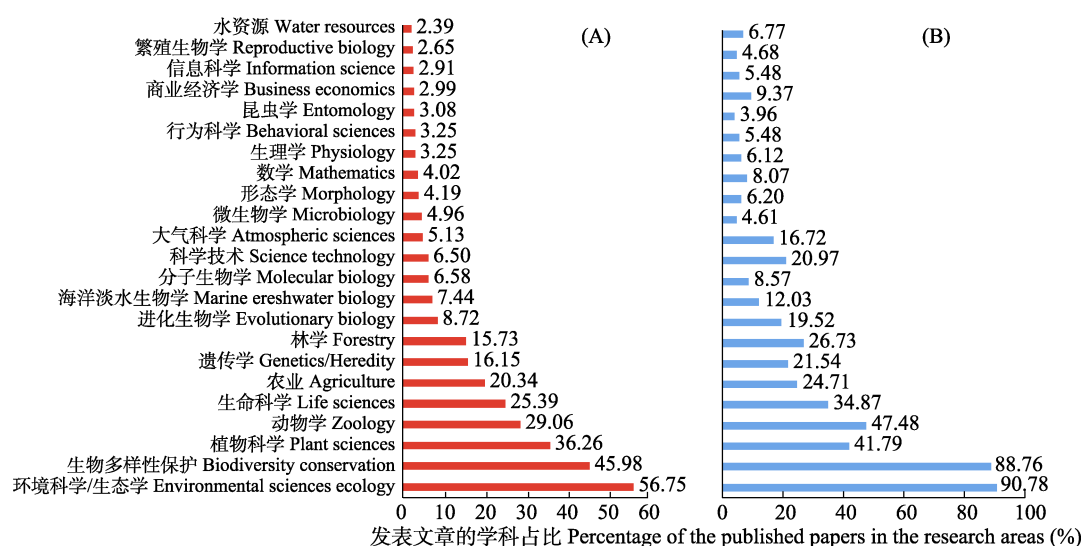 (A)
(B)
水资源 Water resources 2.39 6.77
繁殖生物学 Reproductive biology 2.65 4.68
信息科学 Information science 2.91 5.48
商业经济学 Business economics 2.99 9.37
昆虫学 Entomology 3.08 3.96
行为科学 Behavioral sciences 3.25 5.48
生理学 Physiology 3.25 6.12
数学 Mathematics 4.02 8.07
形态学 Morphology 4.19 6.20
微生物学 Microbiology 4.96 4.61
大气科学 Atmospheric sciences 5.13 16.72
科学技术 Science technology 6.50 20.97
分子生物学 Molecular biology 6.58 8.57
海洋淡水生物学 Marine ereshwater biology 7.44 12.03
进化生物学 Evolutionary biology 8.72 19.52
林学 Forestry 15.73 26.73
遗传学 Genetics/Heredity 16.15 21.54
农业 Agriculture 20.34 24.71
生命科学 Life sciences 25.39 34.87
动物学 Zoology 29.06 47.48
植物科学 Plant sciences 36.26 41.79
生物多样性保护 Biodiversity conservation 45.98 88.76
环境科学/生态学 Environmental sciences ecology 56.75 90.78
0 10 20 30 40 50 60 0 20 40 60 80 100
发表文章的学科占比 Percentage of the published papers in the research areas (%)